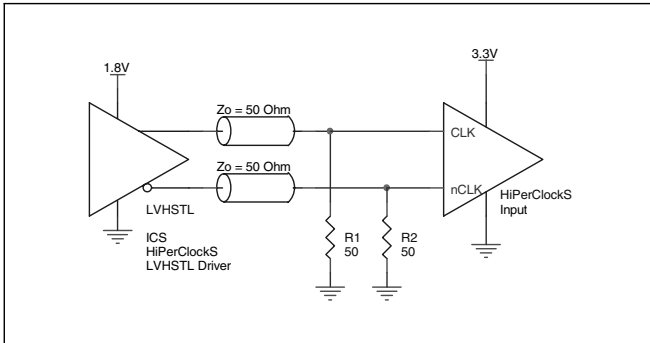 1.8V
3.3V
Zo = 50 Ohm
CLK
Zo = 50 Ohm
nCLK
HiPerClockS
Input
LVHSTL
ICS
HiPerClockS
LVHSTL Driver
R1
50
R2
50